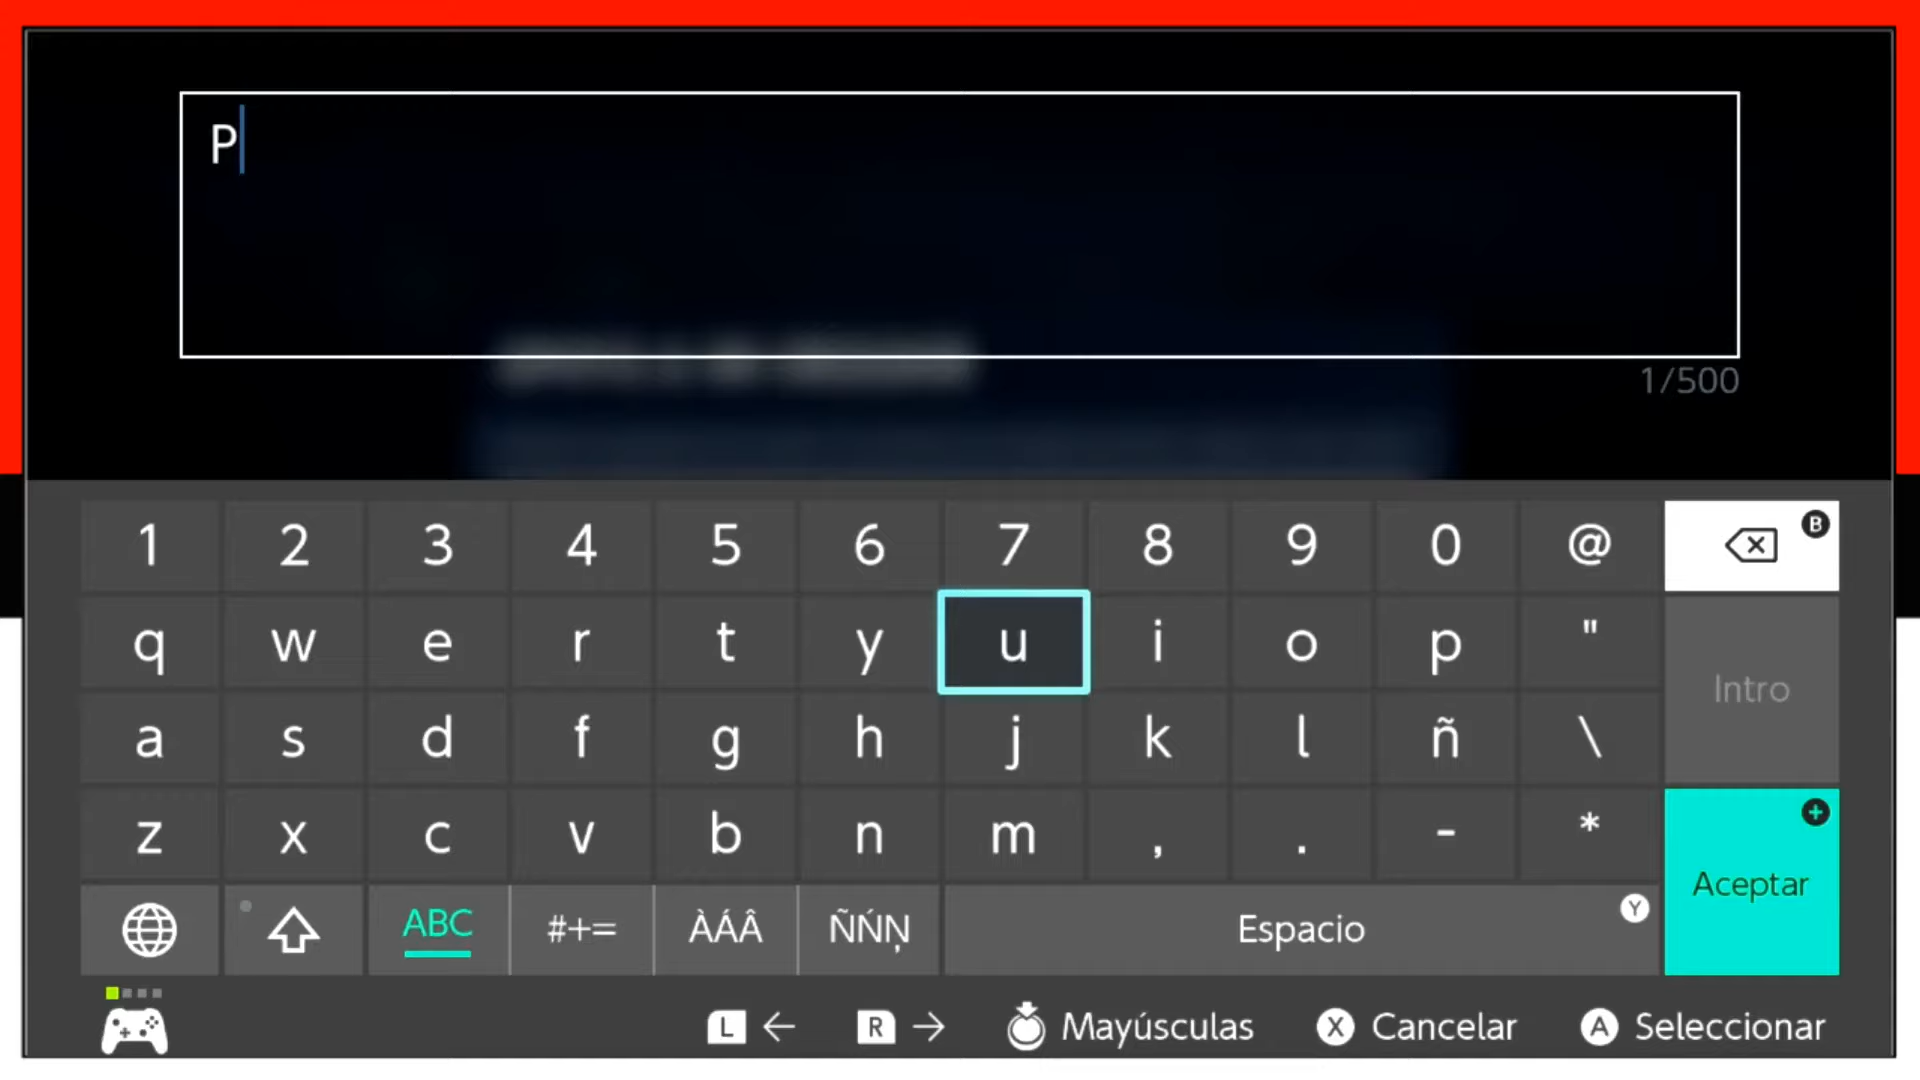 P
1/500
1 2 3 4 5 6 7 8 9 0 @ B
q w e r t y u i o p "
Intro
a s d f g h j k l ñ \
z x c v b n m , . - *
Aceptar
ABC #+= ÀÁÂ ÑŃŅ Espacio Y
L ← R → Mayúsculas X Cancelar A Seleccionar